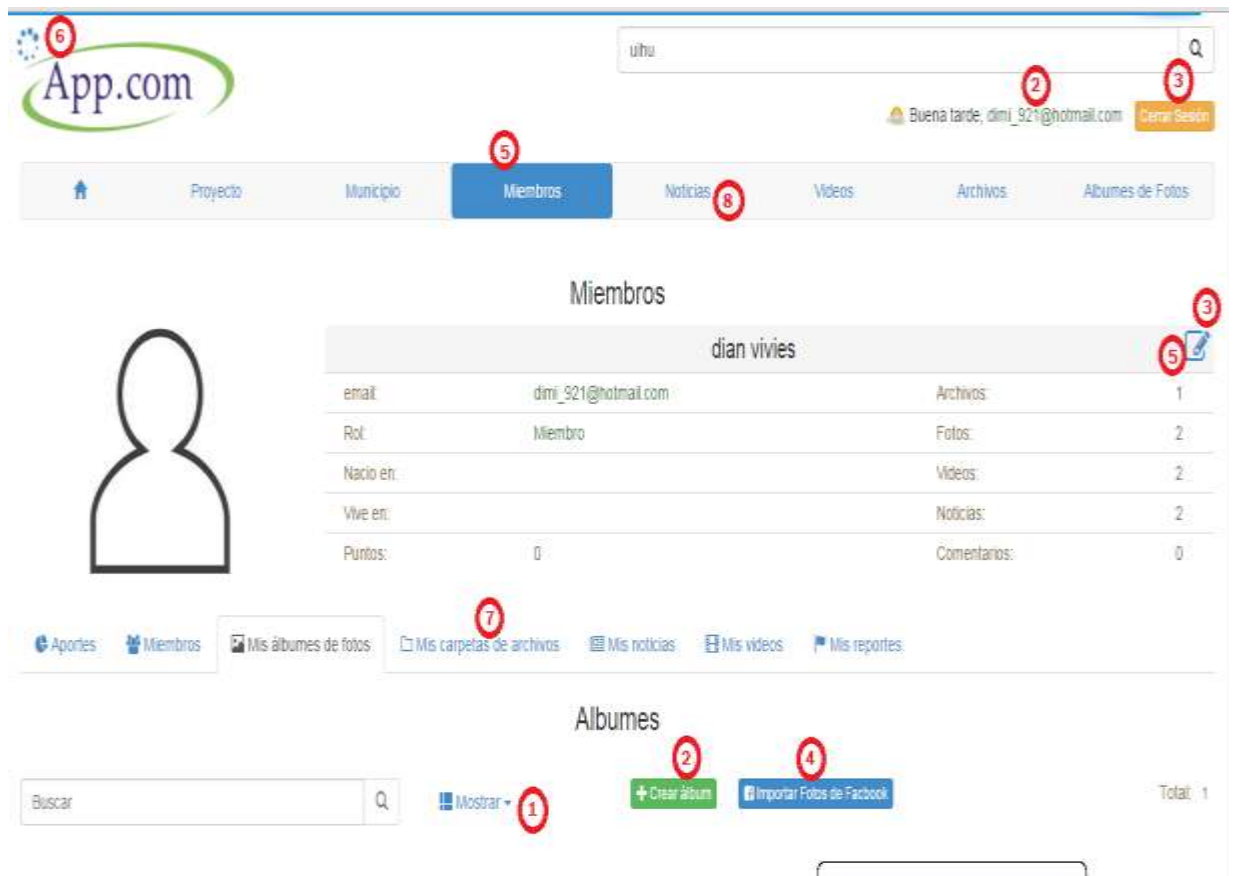 6
App.com
uihu
2
3
Buena tarde, dimi_921@hotmail.com Cerrar Sesión
5
Proyecto Municipio Miembros Noticias Videos Archivos Albumes de Fotos
8
Miembros
3
dian vivies
5
email: dimi_921@hotmail.com Archivos: 1
Rol: Miembro Fotos: 2
Nacio en: Videos: 2
Vive en: Noticias: 2
Puntos: 0 Comentarios: 0
7
Aportes Miembros Mis álbumes de fotos Mis carpetas de archivos Mis noticias Mis videos Mis reportes
Albumes
2
4
Buscar Mostrar + Crear álbum Importar Fotos de Facbook Total: 1
1